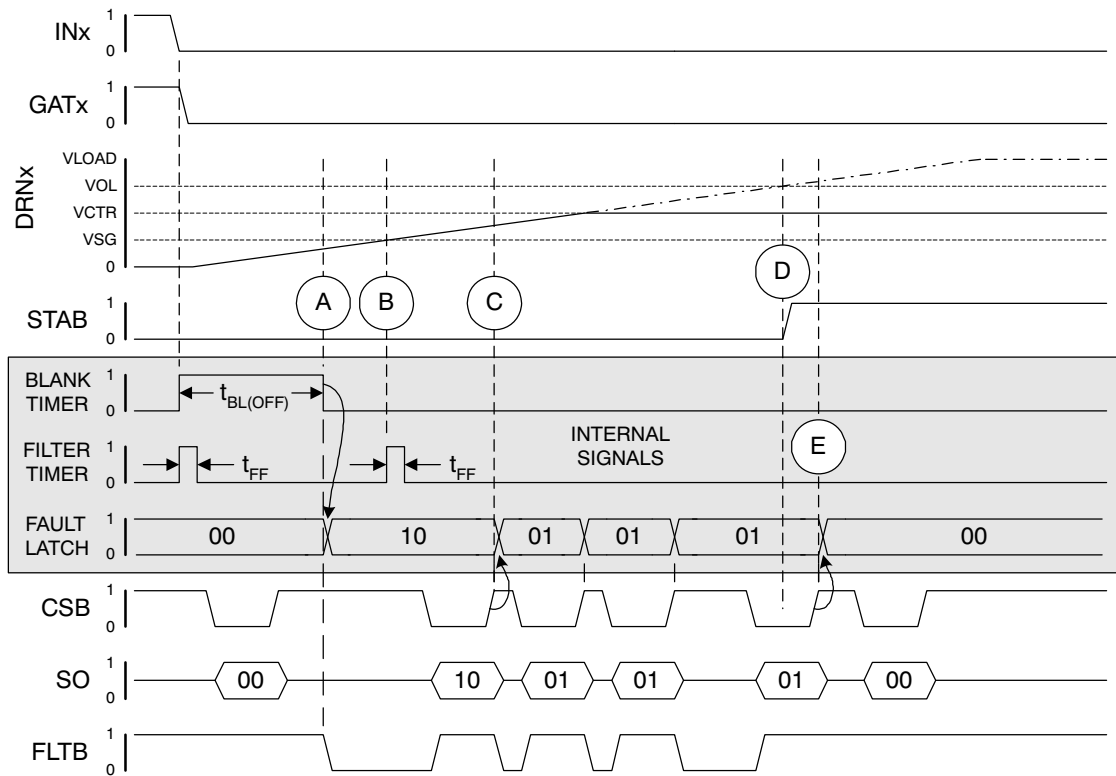 INx
1
0
GATx
1
0
DRNx
VLOAD
VOL
VCTR
VSG
0
A
B
C
D
STAB
1
0
BLANK
TIMER
1
0
tBL(OFF)
FILTER
TIMER
1
0
tFF
tFF
INTERNAL
SIGNALS
E
FAULT
LATCH
1
0
00
10
01
01
01
00
CSB
1
0
SO
1
0
00
10
01
01
01
00
FLTB
1
0